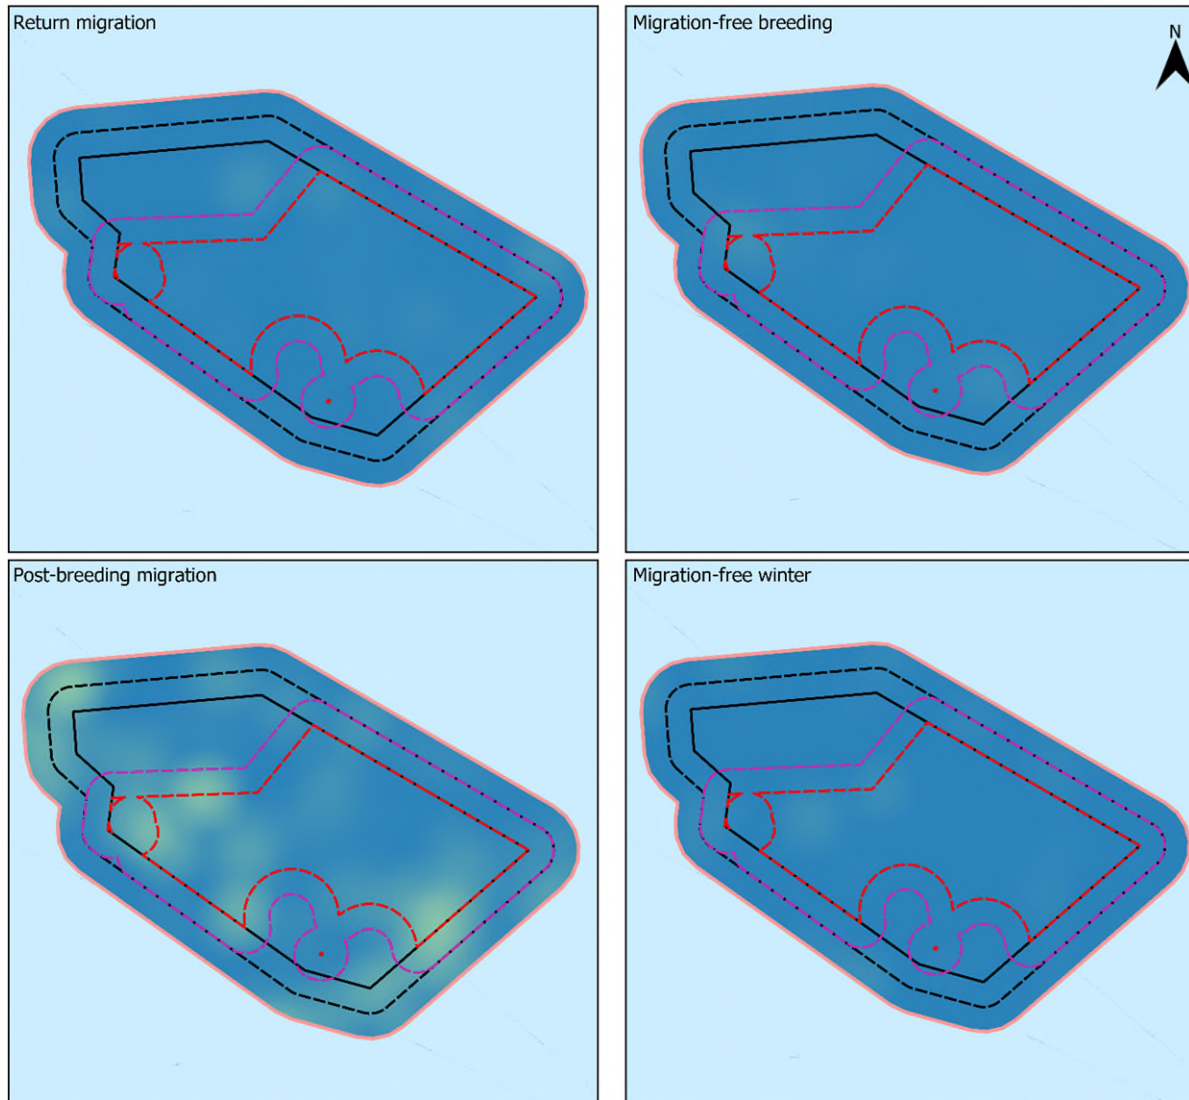 Return migration
Migration-free breeding
N
Post-breeding migration
Migration-free winter